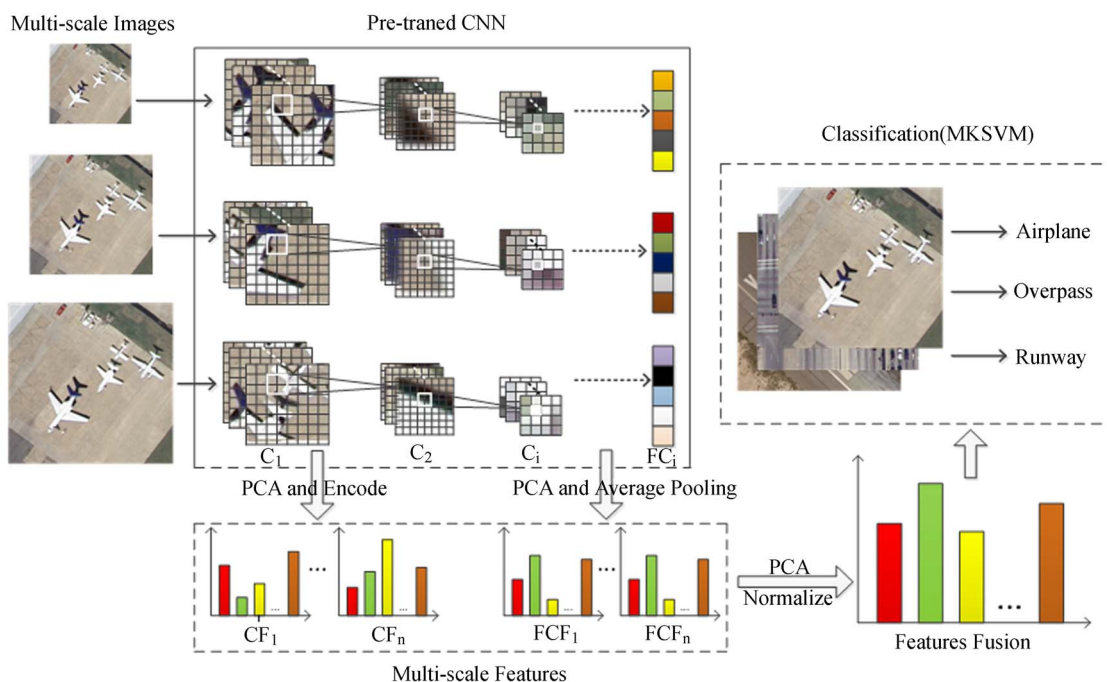 Multi-scale Images
Pre-traned CNN
Classification(MKSVM)
Airplane
Overpass
Runway
C1
C2
Ci
FCi
PCA and Encode
PCA and Average Pooling
...
...
...
...
...
...
CF1
CFn
FCF1
FCFn
Multi-scale Features
PCA
Normalize
...
Features Fusion